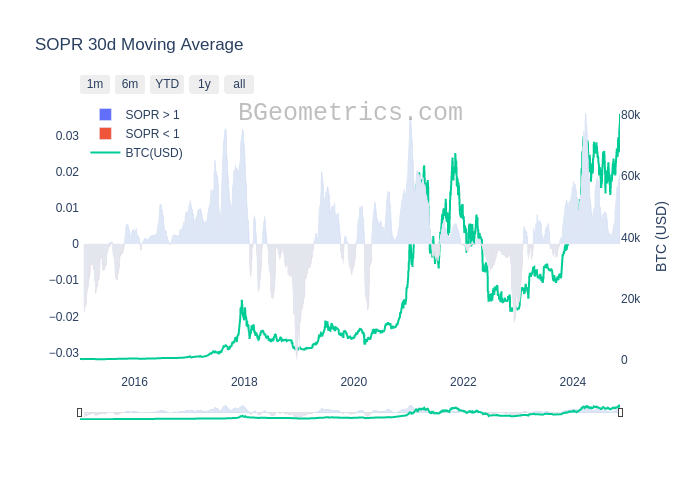 SOPR 30d Moving Average
1m 6m YTD 1y all
BGeometrics.com
SOPR > 1
SOPR < 1
BTC(USD)
0.03
0.02
0.01
0
−0.01
−0.02
−0.03
80k
60k
40k
20k
0
BTC (USD)
2016 2018 2020 2022 2024